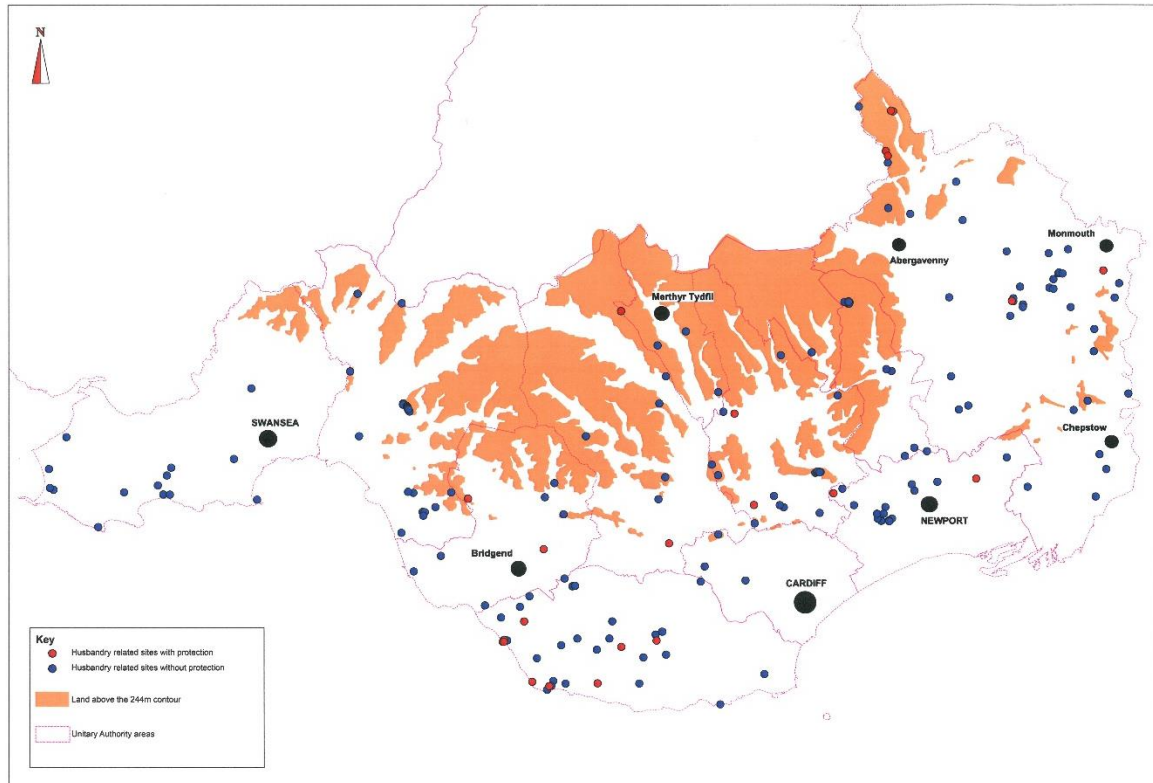 N
Monmouth
Abergavenny
Merthyr Tydfil
SWANSEA
Chepstow
NEWPORT
Bridgend
CARDIFF
Key
Husbandry related sites with protection
Husbandry related sites without protection
Land above the 244m contour
Unitary Authority areas